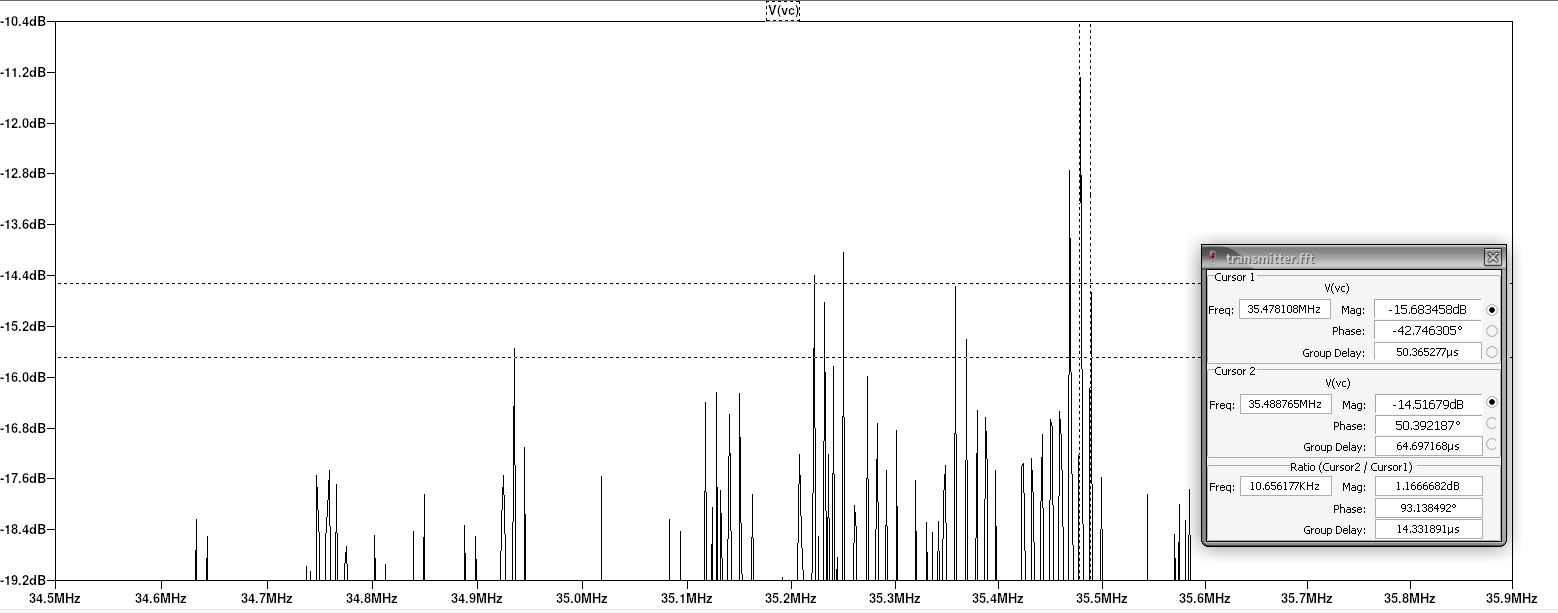 V(vc)
-10.4dB
-11.2dB
-12.0dB
-12.8dB
-13.6dB
-14.4dB
-15.2dB
-16.0dB
-16.8dB
-17.6dB
-18.4dB
-19.2dB
34.5MHz 34.6MHz 34.7MHz 34.8MHz 34.9MHz 35.0MHz 35.1MHz 35.2MHz 35.3MHz 35.4MHz 35.5MHz 35.6MHz 35.7MHz 35.8MHz 35.9MHz
transmitter.fft
Cursor 1
V(vc)
Freq: 35.478108MHz Mag: -15.683458dB
Phase: -42.746305°
Group Delay: 50.365277µs
Cursor 2
V(vc)
Freq: 35.488765MHz Mag: -14.51679dB
Phase: 50.392187°
Group Delay: 64.697168µs
Ratio (Cursor2 / Cursor1)
Freq: 10.656177KHz Mag: 1.1666682dB
Phase: 93.138492°
Group Delay: 14.331891µs